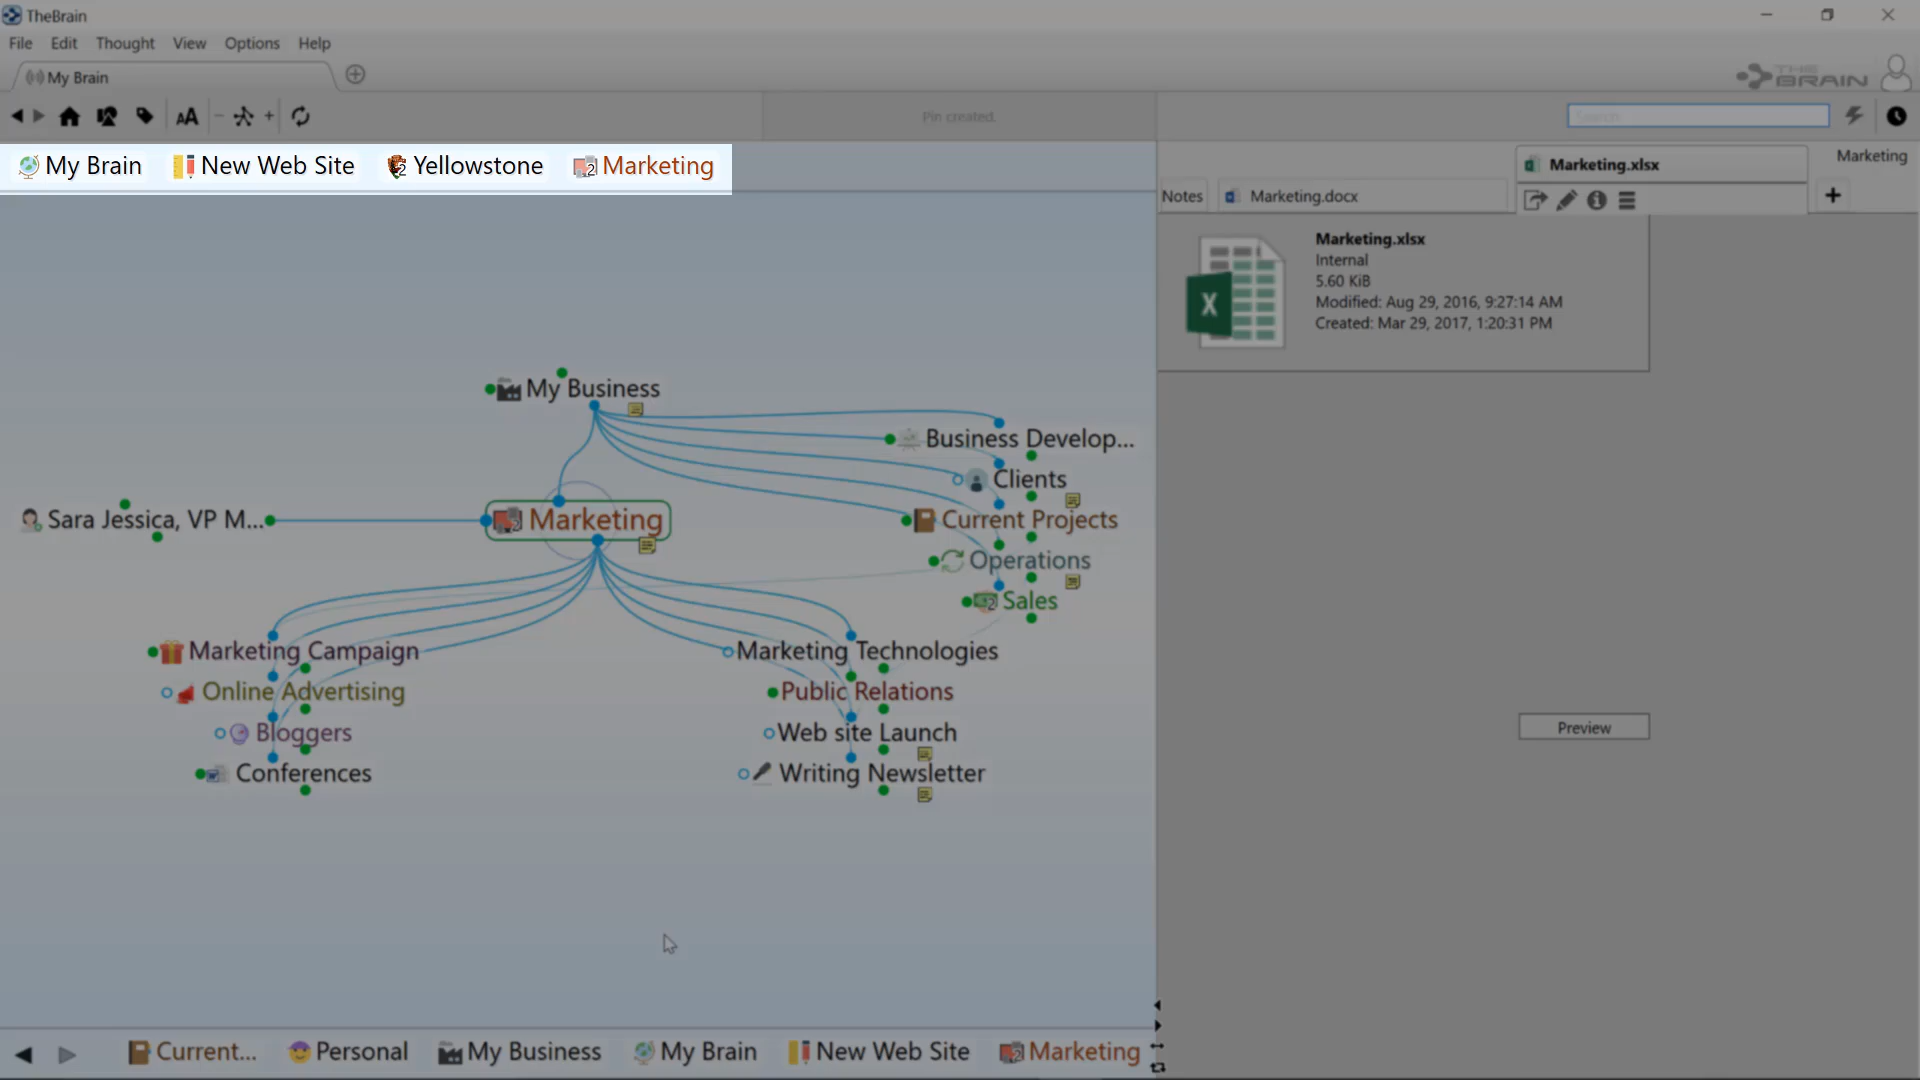 TheBrain
File Edit Thought View Options Help
My Brain
THE BRAIN
Pin created.
Search
My Brain New Web Site Yellowstone Marketing
Marketing
Marketing.xlsx
Notes Marketing.docx
Marketing.xlsx
Internal
5.60 KiB
Modified: Aug 29, 2016, 9:27:14 AM
Created: Mar 29, 2017, 1:20:31 PM
My Business
Business Develop...
Clients
Sara Jessica, VP M...
Marketing
Current Projects
Operations
Sales
Marketing Campaign
Marketing Technologies
Online Advertising
Public Relations
Bloggers
Web site Launch
Conferences
Writing Newsletter
Preview
Current... Personal My Business My Brain New Web Site Marketing